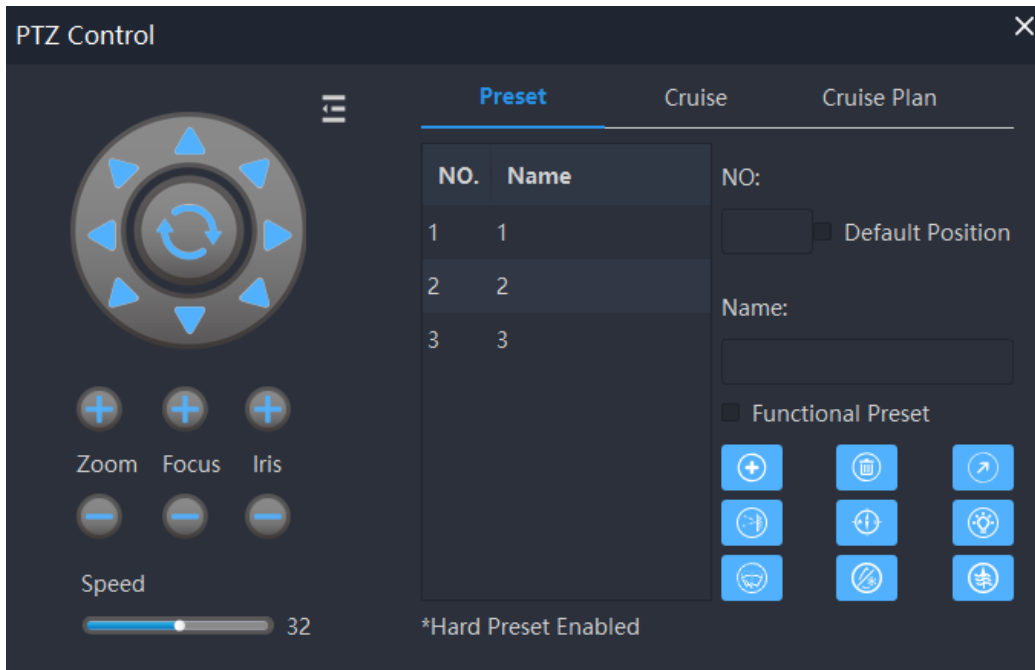 PTZ Control
Preset Cruise Cruise Plan
NO. Name
1 1
2 2
3 3
NO:
Default Position
Name:
Functional Preset
Zoom Focus Iris
Speed
32
*Hard Preset Enabled